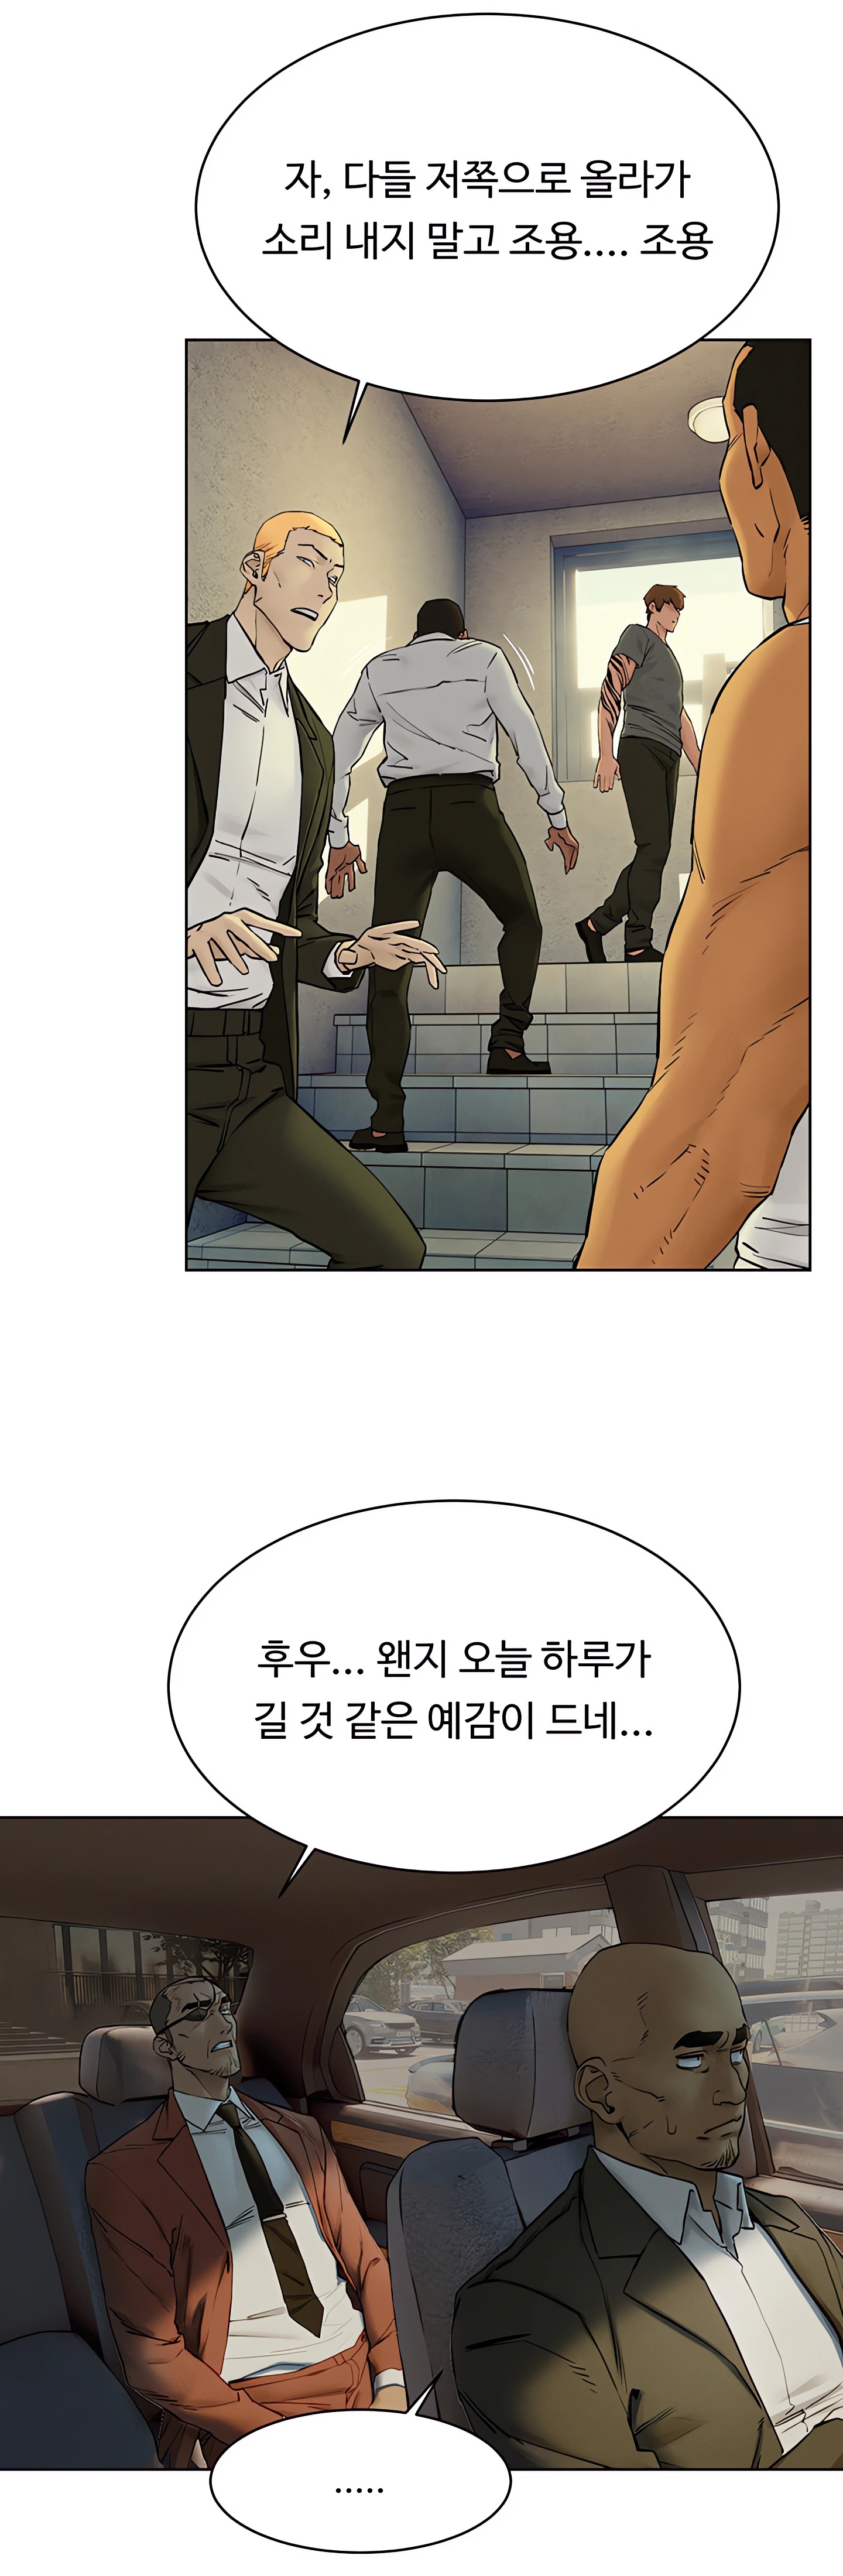 자, 다들 저쪽으로 올라가
소리 내지 말고 조용.... 조용
후우... 왠지 오늘 하루가
길 것 같은 예감이 드네...
.....